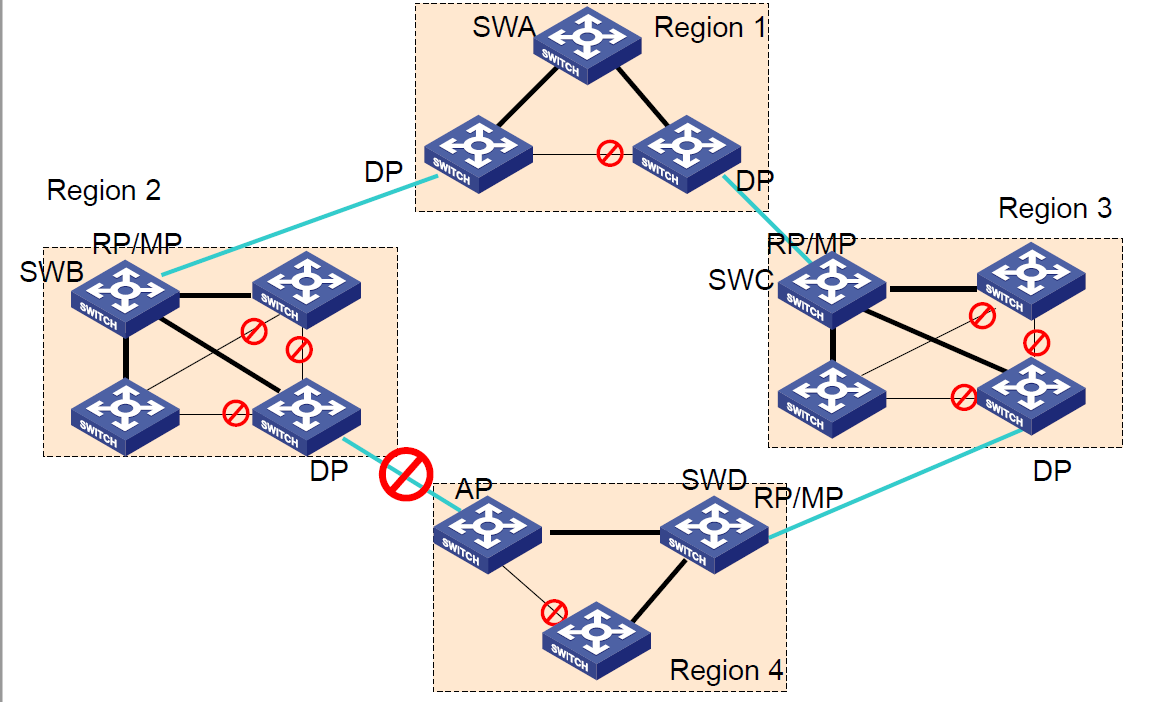 SWA
Region 1
SWITCH
SWITCH
SWITCH
DP
DP
Region 2
Region 3
RP/MP
RP/MP
SWB
SWC
SWITCH
SWITCH
SWITCH
SWITCH
SWITCH
SWITCH
SWITCH
SWITCH
DP
DP
AP
SWD
RP/MP
SWITCH
SWITCH
SWITCH
Region 4